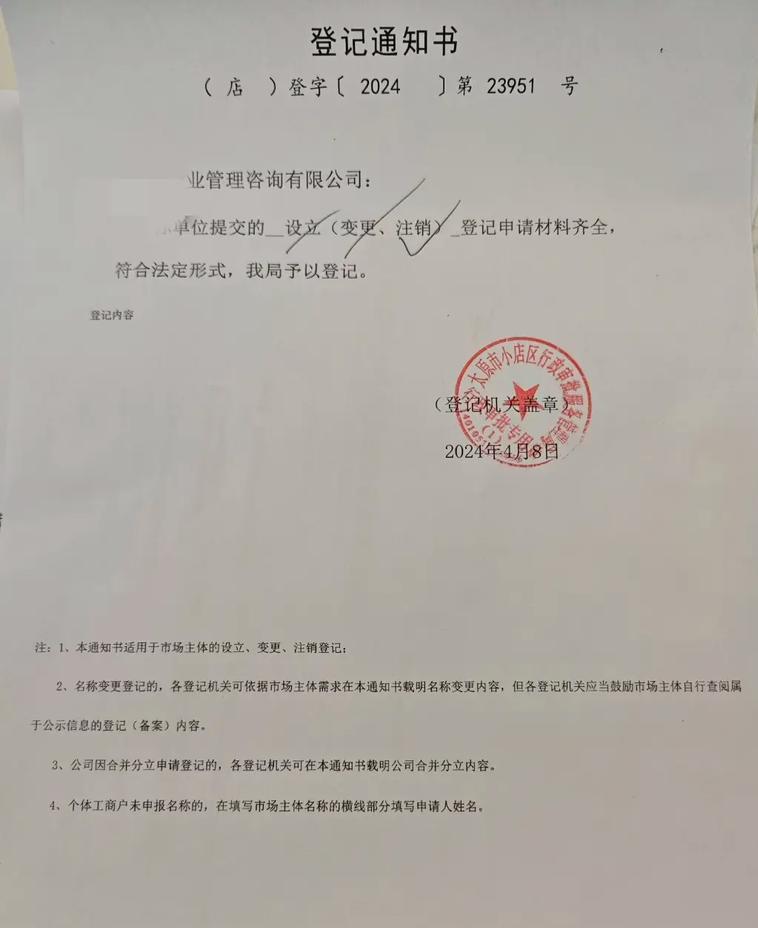 登记通知书
（ 店 ）登字〔 2024 〕第 23951 号
业管理咨询有限公司：
单位提交的__设立（变更、注销）_登记申请材料齐全，
符合法定形式，我局予以登记。
登记内容
太原市小店区行政审批服务管理局
（登记机关盖章）
行政审批专用章
（1）
2024年4月8日
注：1、本通知书适用于市场主体的设立、变更、注销登记；
2、名称变更登记的，各登记机关可依据市场主体需求在本通知书载明名称变更内容，但各登记机关应当鼓励市场主体自行查阅属
于公示信息的登记（备案）内容。
3、公司因合并分立申请登记的，各登记机关可在本通知书载明公司合并分立内容。
4、个体工商户未申报名称的，在填写市场主体名称的横线部分填写申请人姓名。